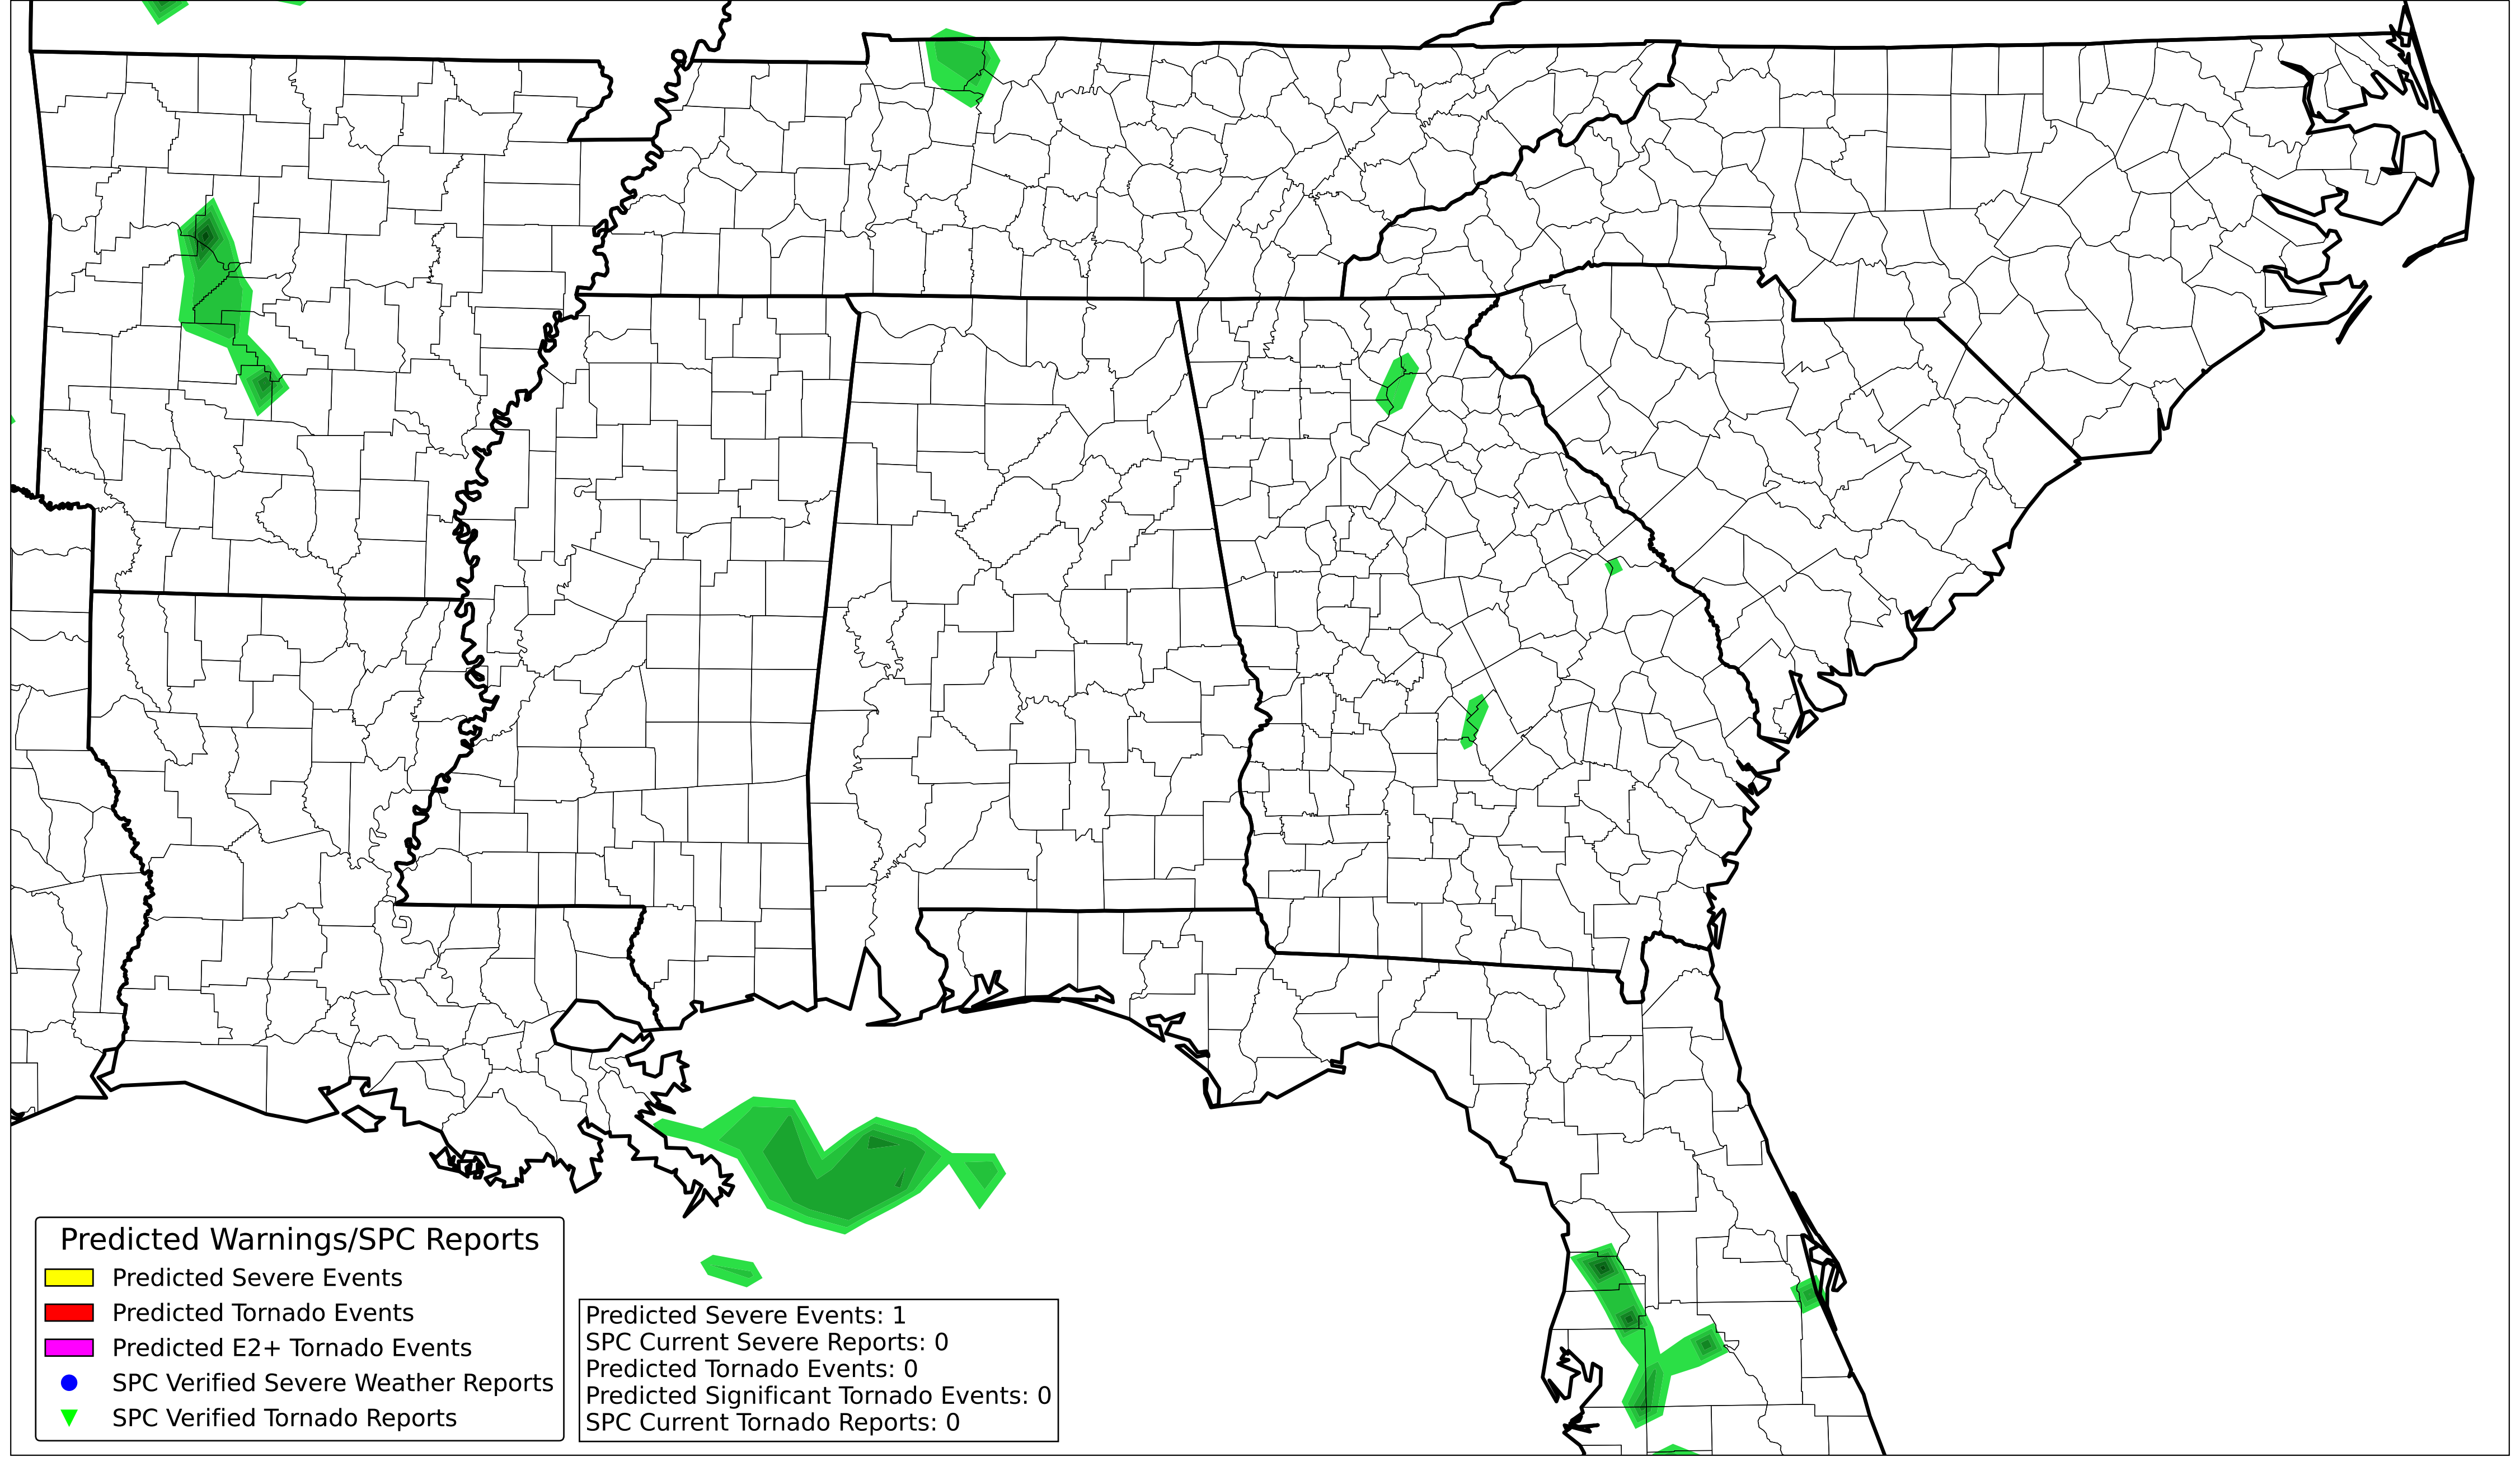 Predicted Warnings/SPC Reports
Predicted Severe Events
Predicted Tornado Events
Predicted E2+ Tornado Events
SPC Verified Severe Weather Reports
SPC Verified Tornado Reports
Predicted Severe Events: 1
SPC Current Severe Reports: 0
Predicted Tornado Events: 0
Predicted Significant Tornado Events: 0
SPC Current Tornado Reports: 0